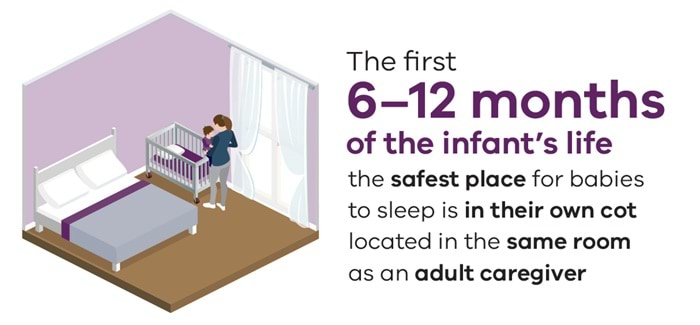 The first
6–12 months
of the infant's life
the safest place for babies
to sleep is in their own cot
located in the same room
as an adult caregiver